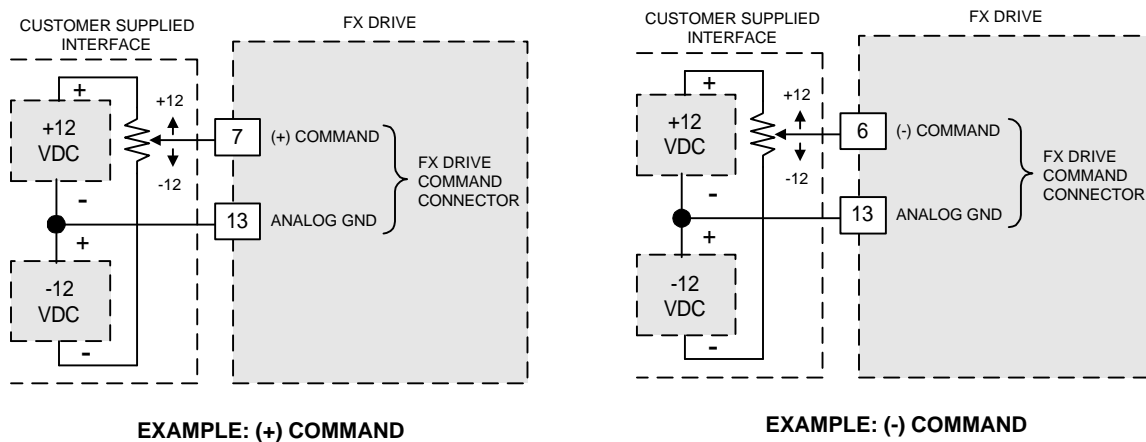 CUSTOMER SUPPLIED
INTERFACE
FX DRIVE
+
+12
VDC
-
+12
-12
7
(+) COMMAND
13
ANALOG GND
FX DRIVE
COMMAND
CONNECTOR
+
-12
VDC
-
EXAMPLE: (+) COMMAND
CUSTOMER SUPPLIED
INTERFACE
FX DRIVE
+
+12
VDC
-
+12
-12
6
(-) COMMAND
13
ANALOG GND
FX DRIVE
COMMAND
CONNECTOR
+
-12
VDC
-
EXAMPLE: (-) COMMAND